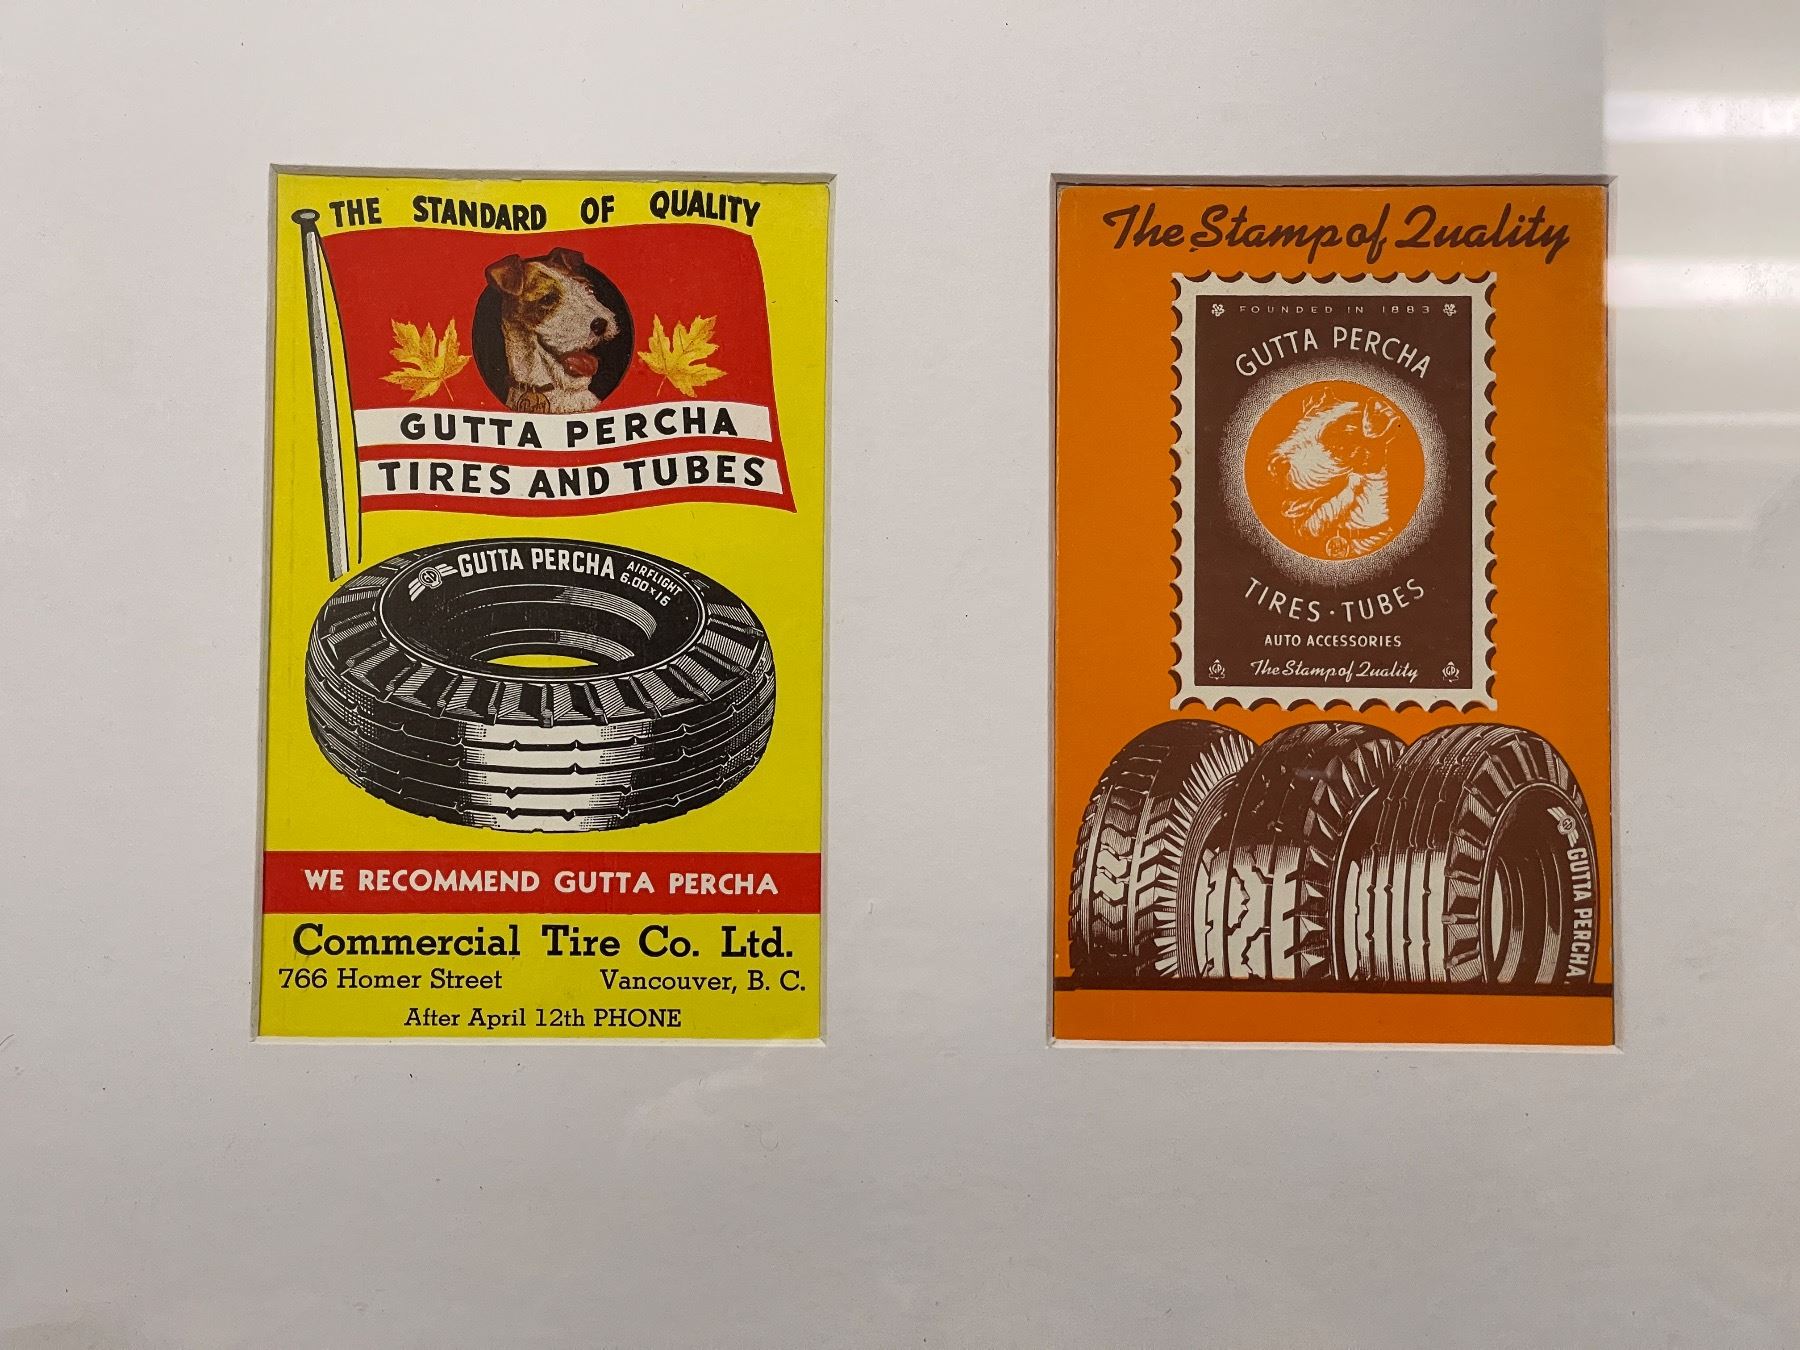 THE STANDARD OF QUALITY
GUTTA PERCHA
TIRES AND TUBES
GUTTA PERCHA AIRFLIGHT
6.00 x 16
WE RECOMMEND GUTTA PERCHA
Commercial Tire Co. Ltd.
766 Homer Street Vancouver, B. C.
After April 12th PHONE
The Stamp of Quality
FOUNDED IN 1883
GUTTA PERCHA
TIRES · TUBES
AUTO ACCESSORIES
The Stamp of Quality
GUTTA PERCHA